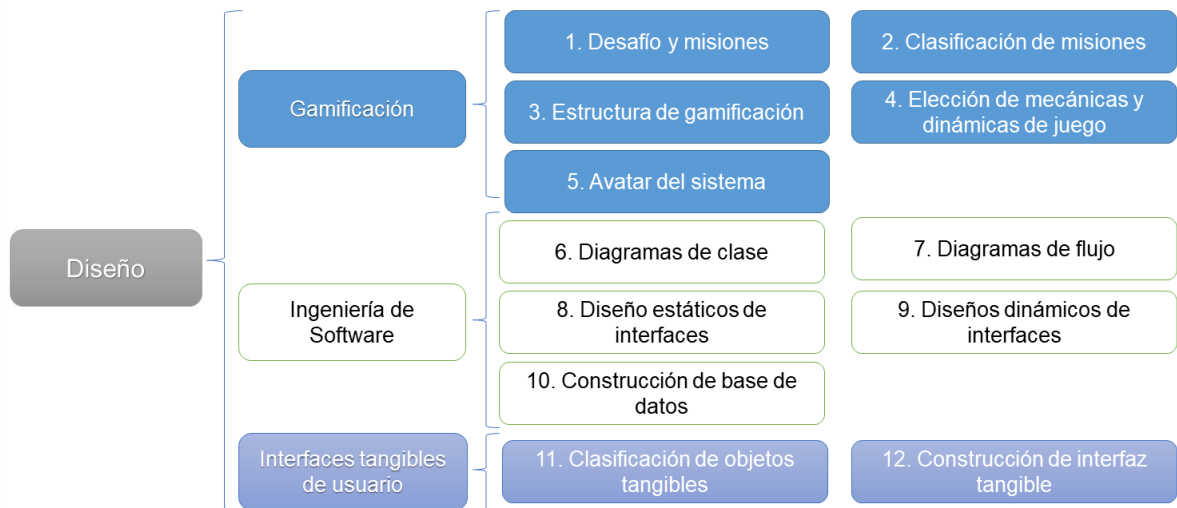 Diseño
Gamificación
1. Desafío y misiones
2. Clasificación de misiones
3. Estructura de gamificación
4. Elección de mecánicas y
dinámicas de juego
5. Avatar del sistema
Ingeniería de
Software
6. Diagramas de clase
7. Diagramas de flujo
8. Diseño estáticos de
interfaces
9. Diseños dinámicos de
interfaces
10. Construcción de base de
datos
Interfaces tangibles
de usuario
11. Clasificación de objetos
tangibles
12. Construcción de interfaz
tangible